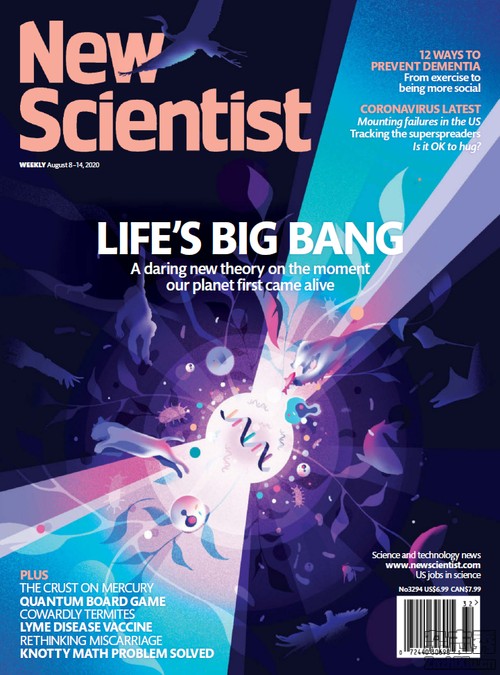 New
Scientist
WEEKLY August 8–14, 2020
12 WAYS TO
PREVENT DEMENTIA
From exercise to
being more social
CORONAVIRUS LATEST
Mounting failures in the US
Tracking the superspreaders
Is it OK to hug?
LIFE'S BIG BANG
A daring new theory on the moment
our planet first came alive
PLUS
THE CRUST ON MERCURY
QUANTUM BOARD GAME
COWARDLY TERMITES
LYME DISEASE VACCINE
RETHINKING MISCARRIAGE
KNOTTY MATH PROBLEM SOLVED
Science and technology news
www.newscientist.com
US jobs in science
No3294 US$6.99 CAN$7.99
32